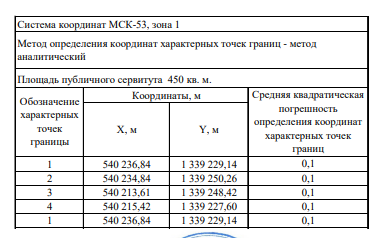 Система координат МСК-53, зона 1
Метод определения координат характерных точек границ - метод
аналитический
Площадь публичного сервитута 450 кв. м.
Обозначение характерных точек границы
Координаты, м
Средняя квадратическая погрешность определения координат характерных точек границ
X, м
Y, м
1 540 236,84 1 339 229,14 0,1
2 540 234,84 1 339 250,26 0,1
3 540 213,61 1 339 248,42 0,1
4 540 215,42 1 339 227,60 0,1
1 540 236,84 1 339 229,14 0,1